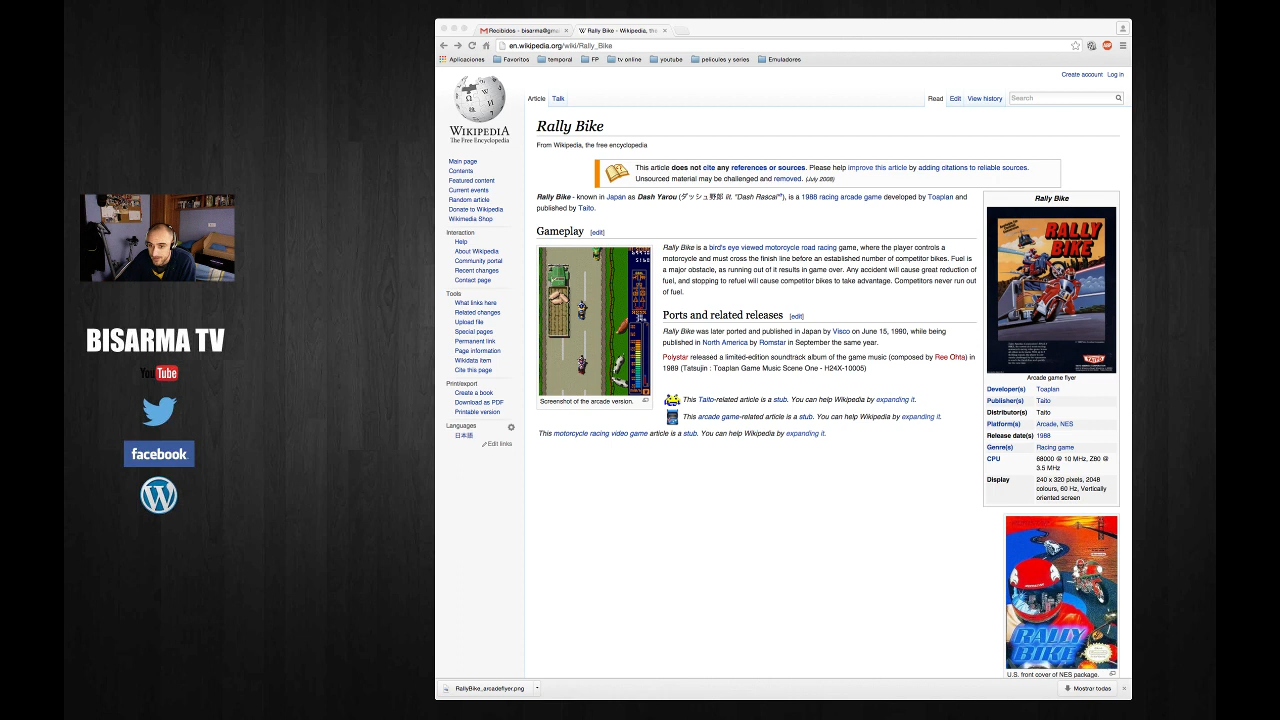 Recibidos - bisarma@gma
Rally Bike - Wikipedia, the
en.wikipedia.org/wiki/Rally_Bike
Aplicaciones
Favoritos
temporal
FP
tv online
youtube
peliculas y series
Emuladores
Create account
Log in
Article
Talk
Read
Edit
View history
Search
WIKIPEDIA
The Free Encyclopedia
Main page
Contents
Featured content
Current events
Random article
Donate to Wikipedia
Wikimedia Shop
Interaction
Help
About Wikipedia
Community portal
Recent changes
Contact page
Tools
What links here
Related changes
Upload file
Special pages
Permanent link
Page information
Wikidata item
Cite this page
Print/export
Create a book
Download as PDF
Printable version
Languages
日本語
Edit links
Rally Bike
From Wikipedia, the free encyclopedia
This article does not cite any references or sources. Please help improve this article by adding citations to reliable sources.
Unsourced material may be challenged and removed. (July 2008)
Rally Bike - known in Japan as Dash Yarou (ダッシュ野郎 lit. "Dash Rascal"), is a 1988 racing arcade game developed by Toaplan and
published by Taito.
Gameplay [edit]
Rally Bike is a bird's eye viewed motorcycle road racing game, where the player controls a
motorcycle and must cross the finish line before an established number of competitor bikes. Fuel is
a major obstacle, as running out of it results in game over. Any accident will cause great reduction of
fuel, and stopping to refuel will cause competitor bikes to take advantage. Competitors never run out
of fuel.
Screenshot of the arcade version.
Ports and related releases [edit]
Rally Bike was later ported and published in Japan by Visco on June 15, 1990, while being
published in North America by Romstar in September the same year.
Polystar released a limited-edition soundtrack album of the game music (composed by Ree Ohta) in
1989 (Tatsujin : Toaplan Game Music Scene One - H24X-10005)
This Taito-related article is a stub. You can help Wikipedia by expanding it.
This arcade game-related article is a stub. You can help Wikipedia by expanding it.
This motorcycle racing video game article is a stub. You can help Wikipedia by expanding it.
Rally Bike
RALLY
BIKE
TAITO
Arcade game flyer
Developer(s) Toaplan
Publisher(s) Taito
Distributor(s) Taito
Platform(s) Arcade, NES
Release date(s) 1988
Genre(s) Racing game
CPU 68000 @ 10 MHz, Z80 @
3.5 MHz
Display 240 x 320 pixels, 2048
colours, 60 Hz, Vertically
oriented screen
RALLY
BIKE
U.S. front cover of NES package.
BISARMA TV
YouTube
facebook
RallyBike_arcadeflyer.png
Mostrar todas